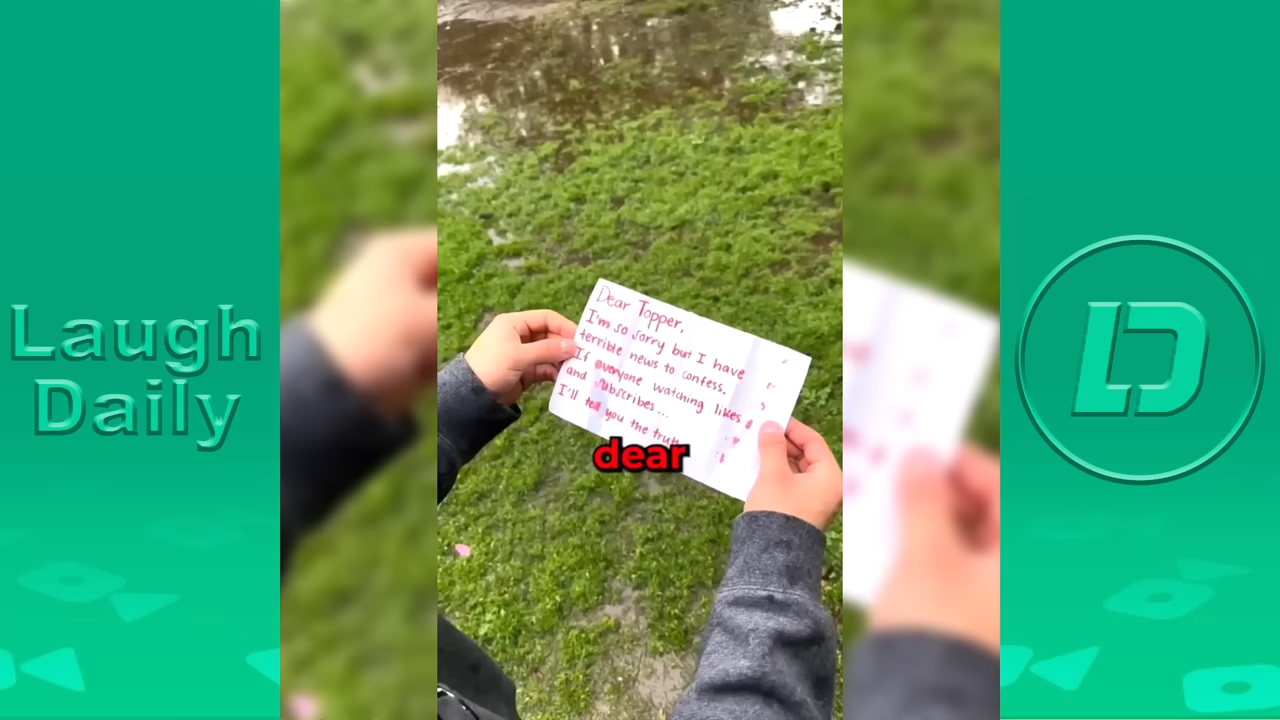 Laugh
Daily
Dear Topper,
I'm so sorry but I have
terrible news to confess.
If everyone watching likes
and subscribes...
I'll tell you the truth
dear
LD